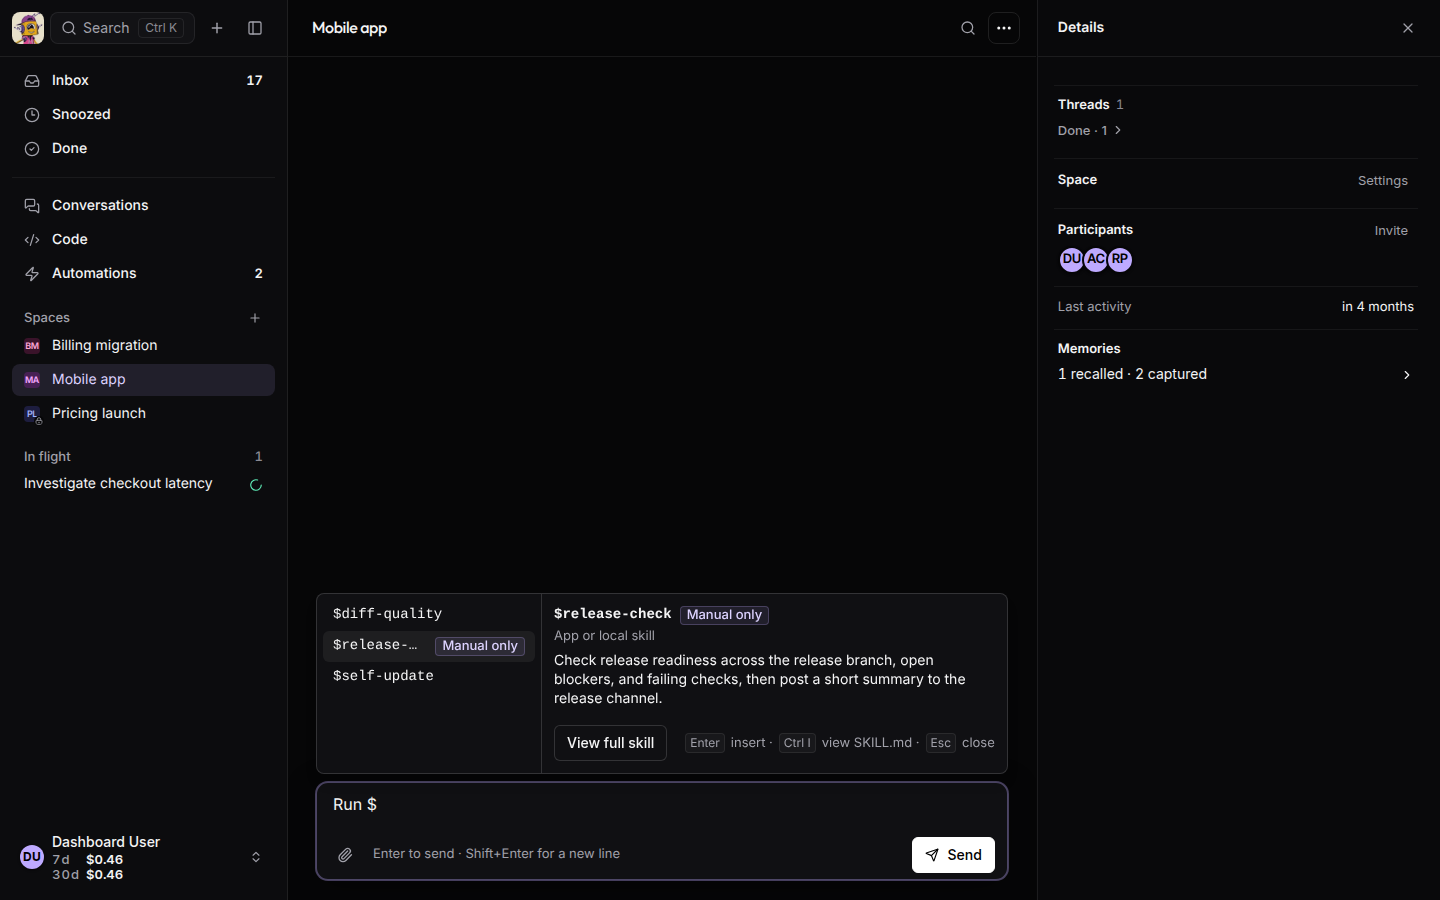 Search Ctrl K
Inbox 17
Snoozed
Done
Conversations
Code
Automations 2
Spaces
BM Billing migration
MA Mobile app
PL Pricing launch
In flight 1
Investigate checkout latency
DU Dashboard User
7d $0.46
30d $0.46
Mobile app
$diff-quality
$release-… Manual only
$self-update
$release-check Manual only
App or local skill
Check release readiness across the release branch, open
blockers, and failing checks, then post a short summary to the
release channel.
View full skill Enter insert · Ctrl I view SKILL.md · Esc close
Run $
Enter to send · Shift+Enter for a new line Send
Details
Threads 1
Done · 1
Space Settings
Participants Invite
DU AC RP
Last activity in 4 months
Memories
1 recalled · 2 captured